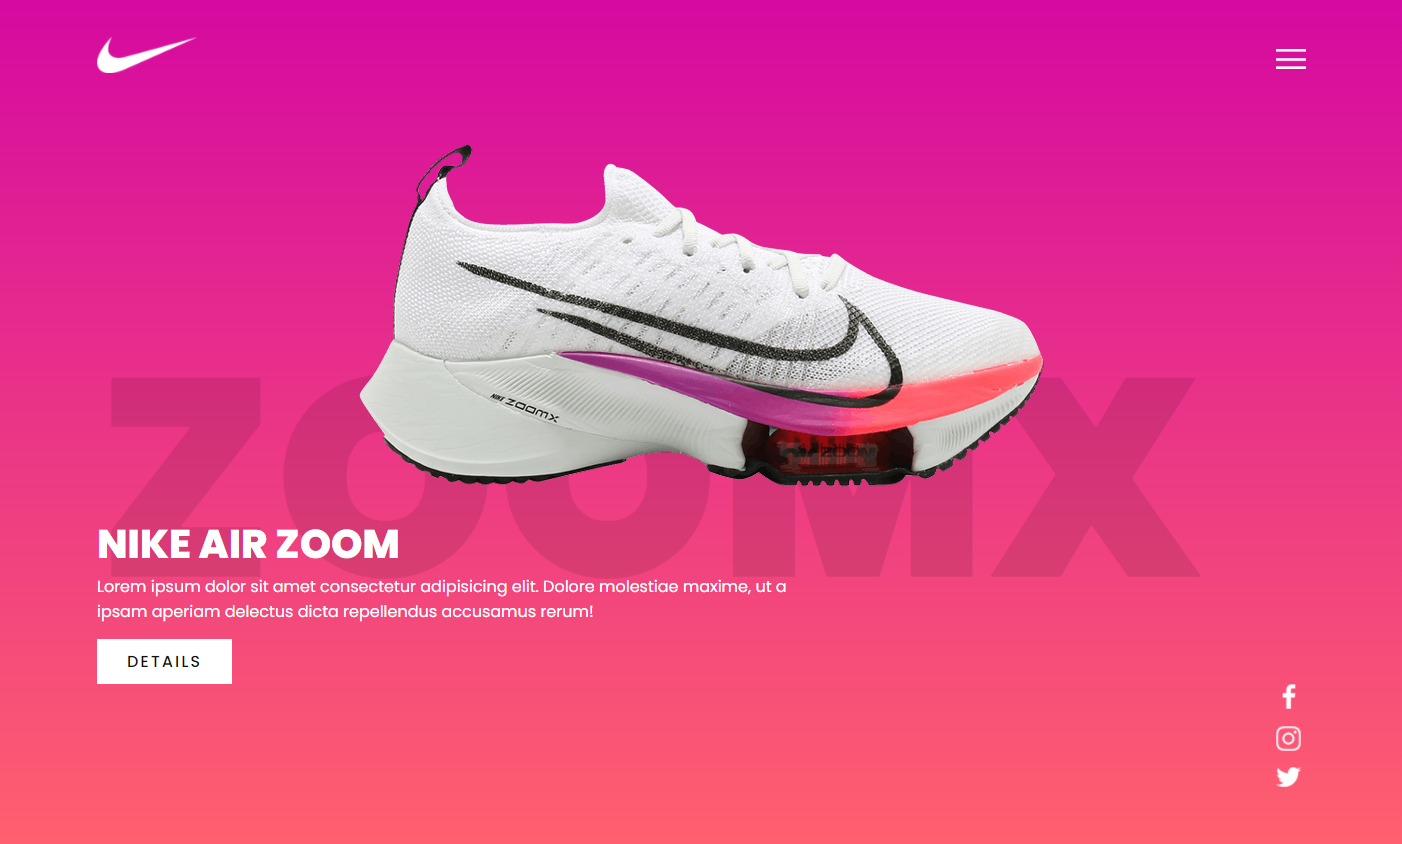 NIKE ZOOMX
ZOOMX
NIKE AIR ZOOM
Lorem ipsum dolor sit amet consectetur adipisicing elit. Dolore molestiae maxime, ut a
ipsam aperiam delectus dicta repellendus accusamus rerum!
DETAILS